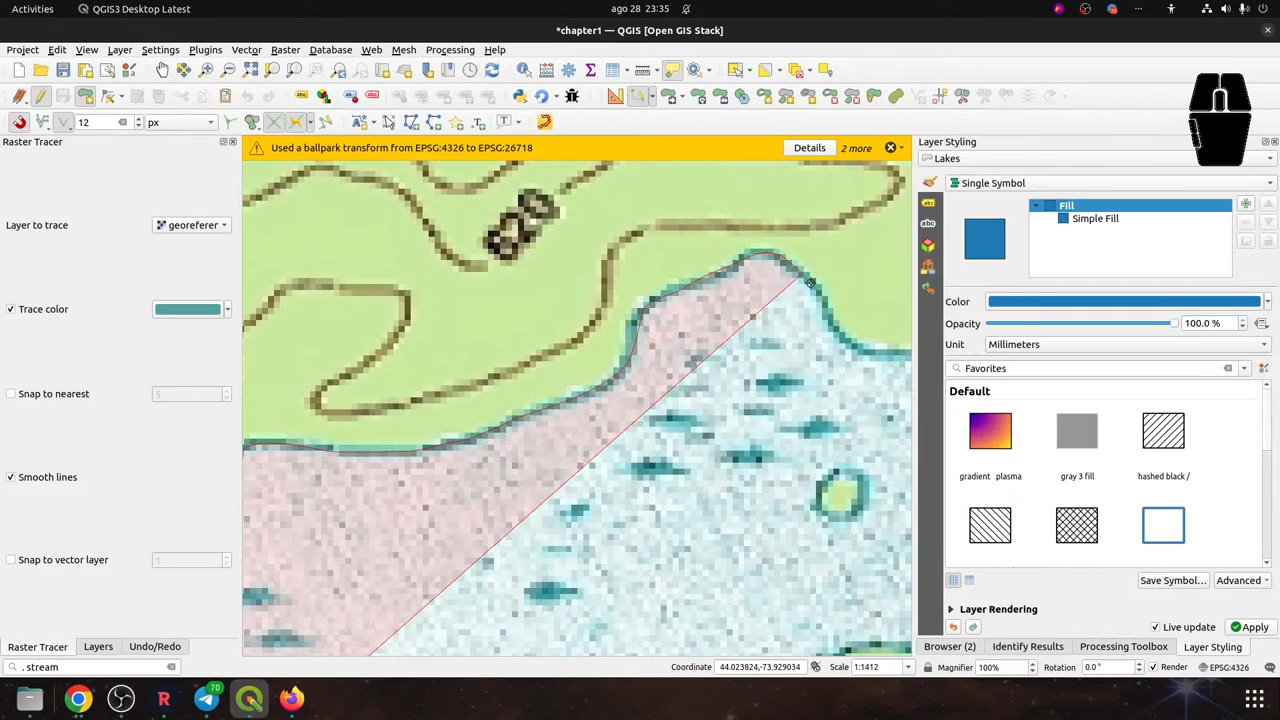 Activities QGIS3 Desktop Latest ago 28 23:35
*chapter1 — QGIS [Open GIS Stack]
Project Edit View Layer Settings Plugins Vector Raster Database Web Mesh Processing Help
12 px
Raster Tracer
Used a ballpark transform from EPSG:4326 to EPSG:26718 Details 2 more
Layer Styling
Lakes
Single Symbol
Fill
Simple Fill
Layer to trace georeferer
Trace color
Color
Opacity 100.0 %
Unit Millimeters
Favorites
Snap to nearest 5
Default
Smooth lines
gradient plasma gray 3 fill hashed black /
Snap to vector layer 1
Save Symbol... Advanced
Layer Rendering
Live update Apply
Raster Tracer Layers Undo/Redo
Browser (2) Identify Results Processing Toolbox Layer Styling
. stream
Coordinate 44.023824,-73.929034 Scale 1:1412 Magnifier 100% Rotation 0.0 ° Render EPSG:4326
70